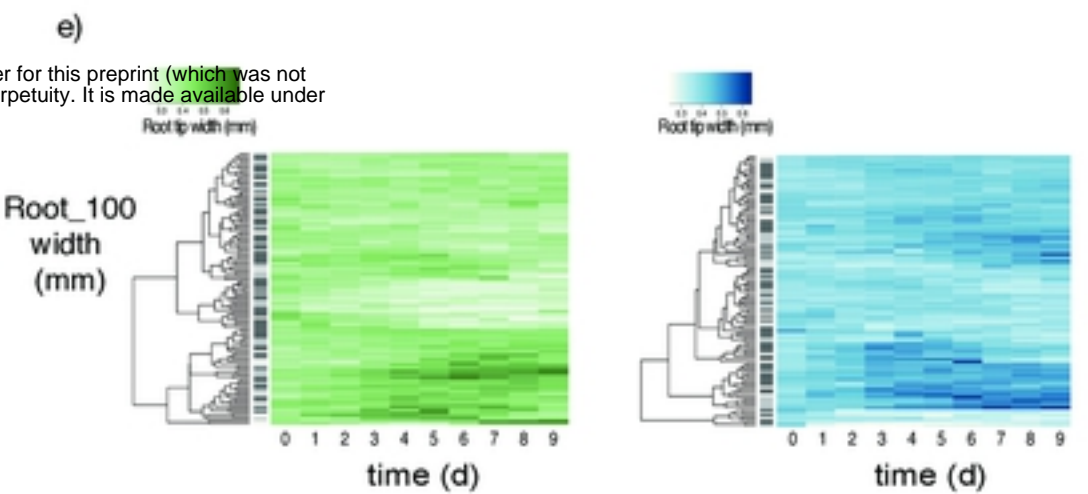 e)
er for this preprint (which was not
rpetuity. It is made available under
Root tip width (mm)
Root tip width (mm)
Root_100
width
(mm)
0 1 2 3 4 5 6 7 8 9
time (d)
0 1 2 3 4 5 6 7 8 9
time (d)